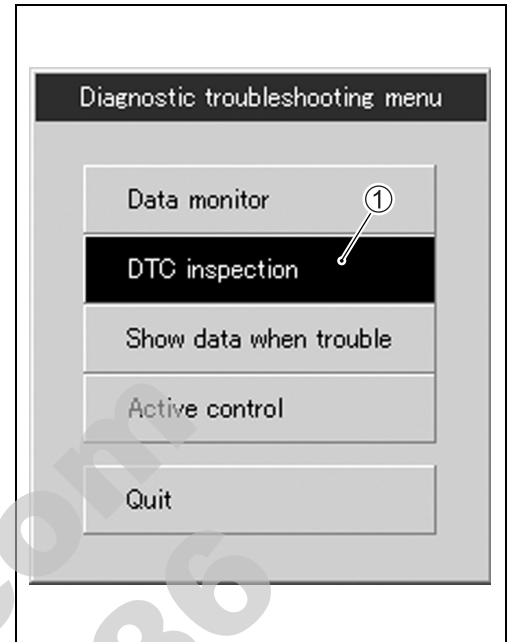 Diagnostic troubleshooting menu
Data monitor
①
DTC inspection
Show data when trouble
Active control
Quit